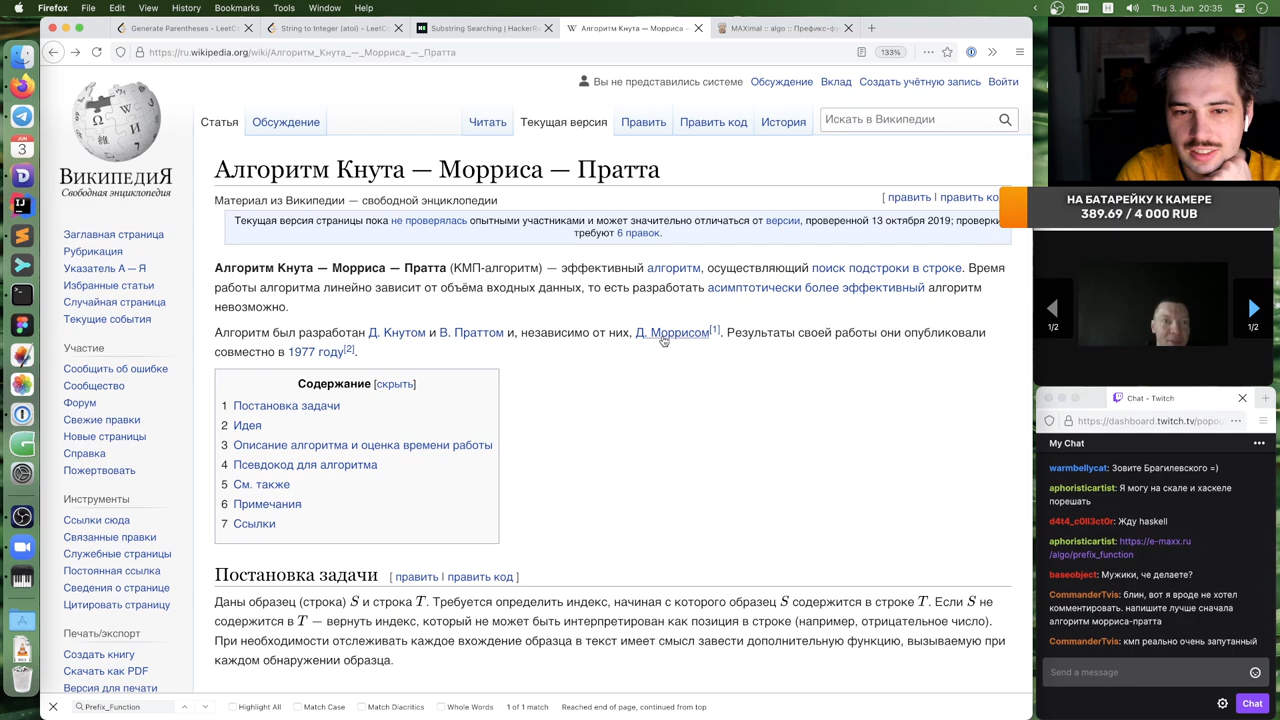 Firefox File Edit View History Bookmarks Tools Window Help
Generate Parentheses - LeetC
String to Integer (atoi) - LeetC
Substring Searching | HackerR
Алгоритм Кнута — Морриса —
MAXimal :: algo :: Префикс-ф
https://ru.wikipedia.org/wiki/Алгоритм_Кнута_—_Морриса_—_Пратта
133%
Вы не представились системе Обсуждение Вклад Создать учётную запись Войти
Статья Обсуждение Читать Текущая версия Править Править код История
Искать в Википедии
ВИКИПЕДИЯ
Свободная энциклопедия
Заглавная страница
Рубрикация
Указатель А — Я
Избранные статьи
Случайная страница
Текущие события
Участие
Сообщить об ошибке
Сообщество
Форум
Свежие правки
Новые страницы
Справка
Пожертвовать
Инструменты
Ссылки сюда
Связанные правки
Служебные страницы
Постоянная ссылка
Сведения о странице
Цитировать страницу
Печать/экспорт
Создать книгу
Скачать как PDF
Версия для печати
Алгоритм Кнута — Морриса — Пратта
Материал из Википедии — свободной энциклопедии
[ править | править ко
Текущая версия страницы пока не проверялась опытными участниками и может значительно отличаться от версии, проверенной 13 октября 2019; проверки
требуют 6 правок.
Алгоритм Кнута — Морриса — Пратта (КМП-алгоритм) — эффективный алгоритм, осуществляющий поиск подстроки в строке. Время
работы алгоритма линейно зависит от объёма входных данных, то есть разработать асимптотически более эффективный алгоритм
невозможно.
Алгоритм был разработан Д. Кнутом и В. Праттом и, независимо от них, Д. Моррисом[1]. Результаты своей работы они опубликовали
совместно в 1977 году[2].
Содержание [скрыть]
1 Постановка задачи
2 Идея
3 Описание алгоритма и оценка времени работы
4 Псевдокод для алгоритма
5 См. также
6 Примечания
7 Ссылки
Постановка задачи [ править | править код ]
Даны образец (строка) S и строка T. Требуется определить индекс, начиная с которого образец S содержится в строке T. Если S не
содержится в T — вернуть индекс, который не может быть интерпретирован как позиция в строке (например, отрицательное число).
При необходимости отслеживать каждое вхождение образца в текст имеет смысл завести дополнительную функцию, вызываемую при
каждом обнаружении образца.
Prefix_Function
Highlight All Match Case Match Diacritics Whole Words 1 of 1 match Reached end of page, continued from top
JUN
3
НА БАТАРЕЙКУ К КАМЕРЕ
389.69 / 4 000 RUB
1/2
1/2
Chat - Twitch
https://dashboard.twitch.tv/popou
My Chat
warmbellycat: Зовите Брагилевского =)
aphoristicartist: Я могу на скале и хаскеле
порешать
d4t4_c0ll3ct0r: Жду haskell
aphoristicartist: https://e-maxx.ru
/algo/prefix_function
baseobject: Мужики, че делаете?
CommanderTvis: блин, вот я вроде не хотел
комментировать. напишите лучше сначала
алгоритм морриса-пратта
CommanderTvis: кмп реально очень запутанный
Send a message
Chat